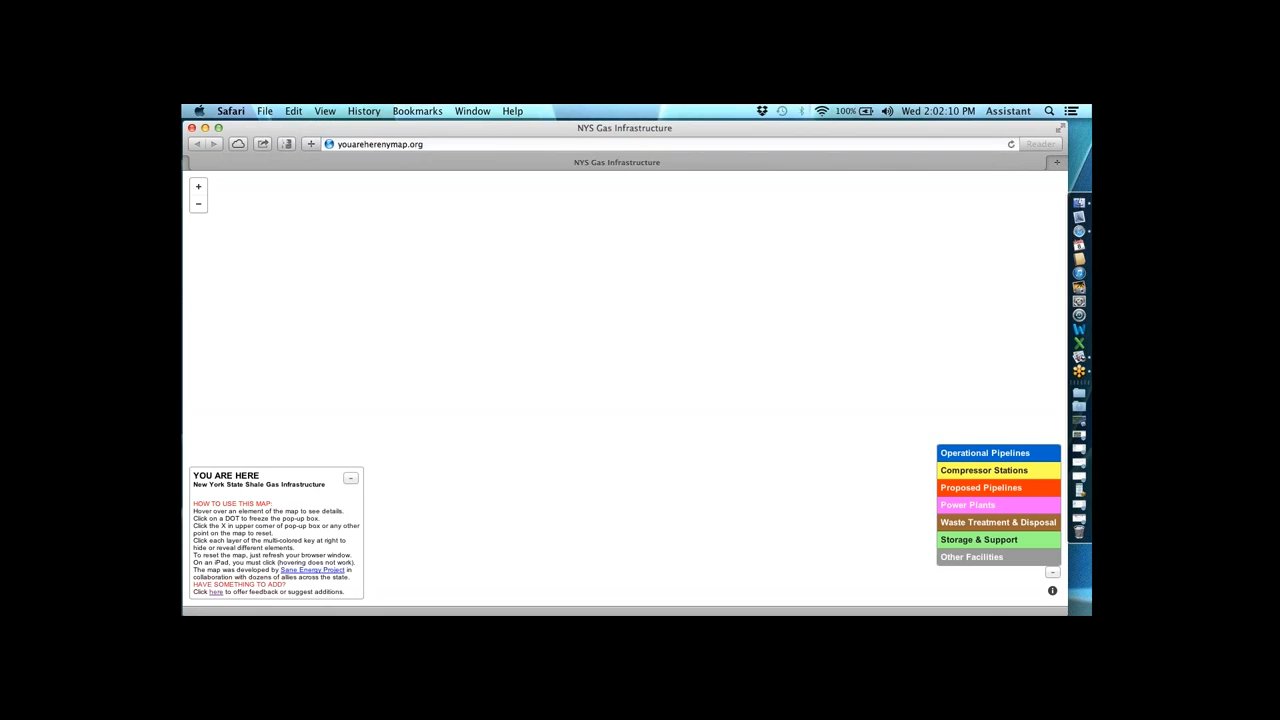 Safari File Edit View History Bookmarks Window Help 100% Wed 2:02:10 PM Assistant
NYS Gas Infrastructure
youareherenymap.org Reader
NYS Gas Infrastructure
+
−
YOU ARE HERE
New York State Shale Gas Infrastructure
HOW TO USE THIS MAP:
Hover over an element of the map to see details.
Click on a DOT to freeze the pop-up box.
Click the X in upper corner of pop-up box or any other
point on the map to reset.
Click each layer of the multi-colored key at right to
hide or reveal different elements.
To reset the map, just refresh your browser window.
On an iPad, you must click (hovering does not work).
The map was developed by Sane Energy Project in
collaboration with dozens of allies across the state.
HAVE SOMETHING TO ADD?
Click here to offer feedback or suggest additions.
Operational Pipelines
Compressor Stations
Proposed Pipelines
Power Plants
Waste Treatment & Disposal
Storage & Support
Other Facilities